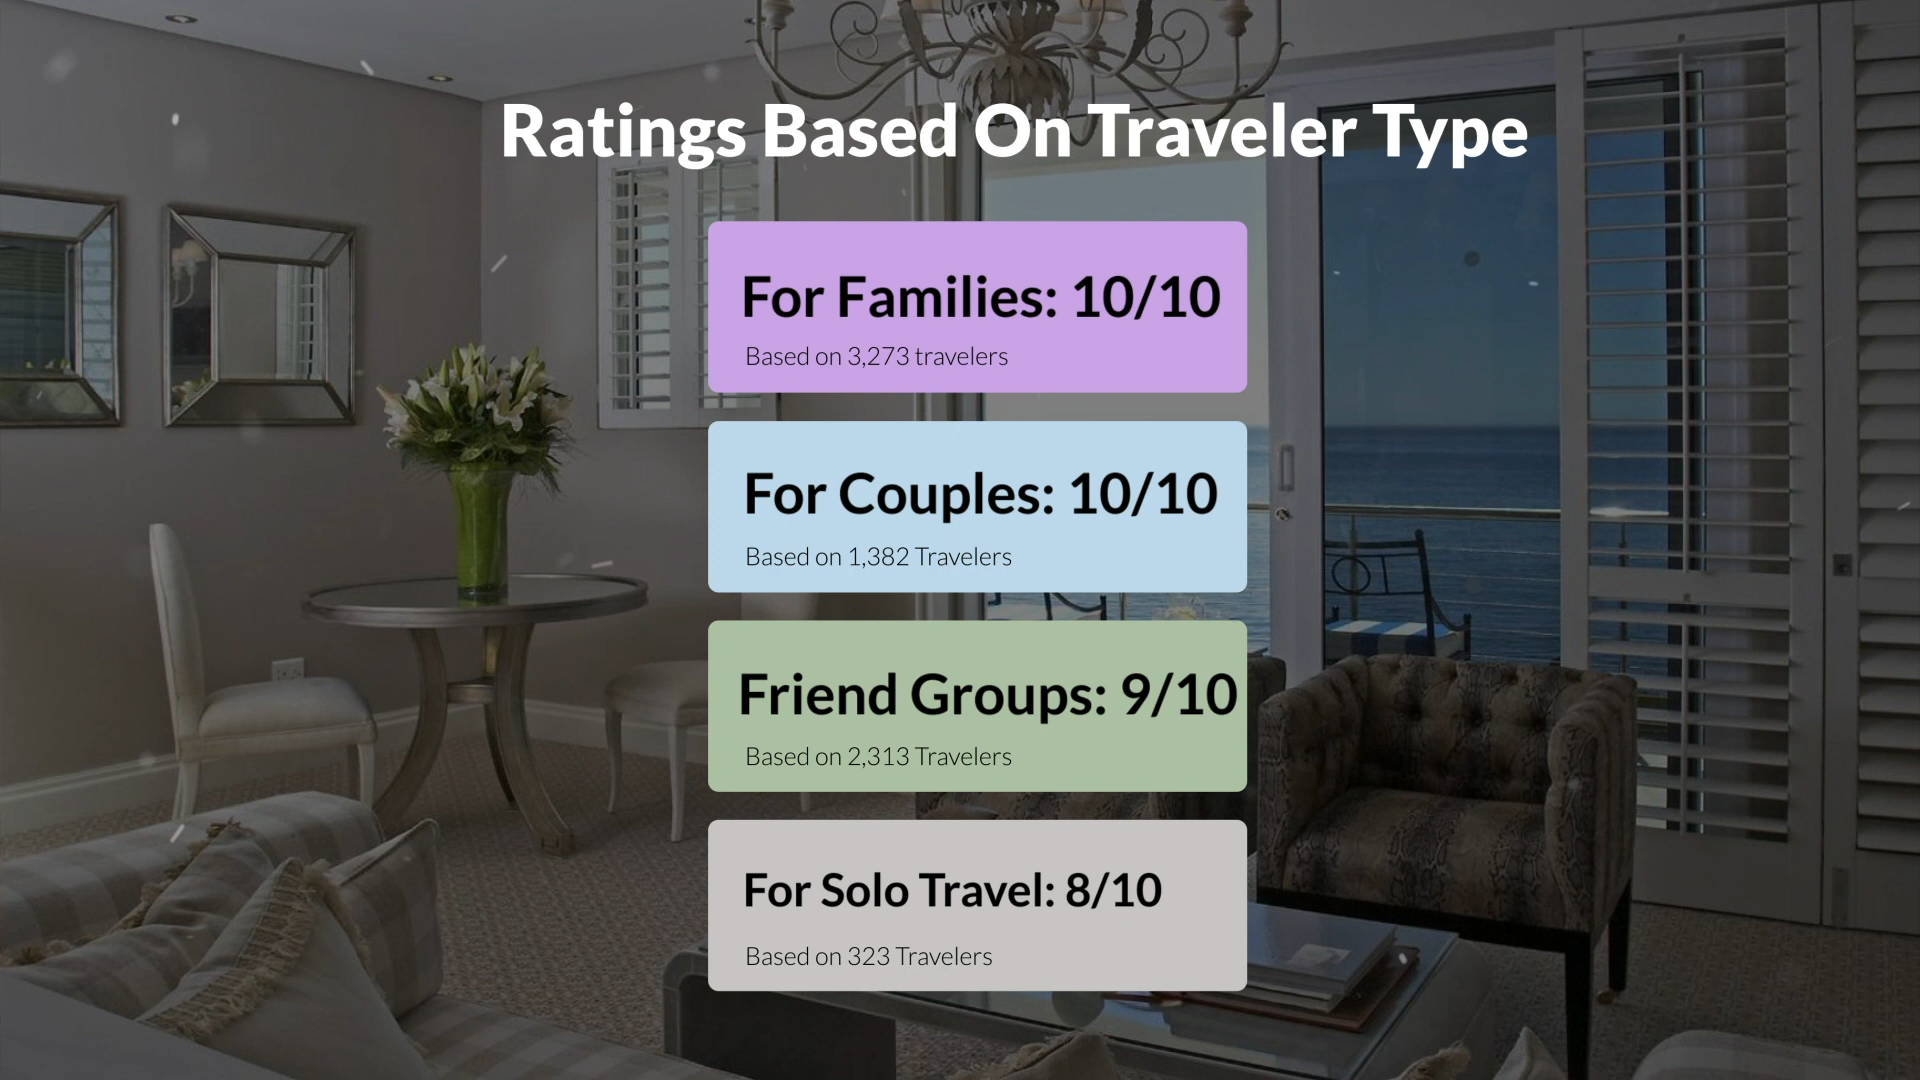 Ratings Based On Traveler Type
For Families: 10/10
Based on 3,273 travelers
For Couples: 10/10
Based on 1,382 Travelers
Friend Groups: 9/10
Based on 2,313 Travelers
For Solo Travel: 8/10
Based on 323 Travelers